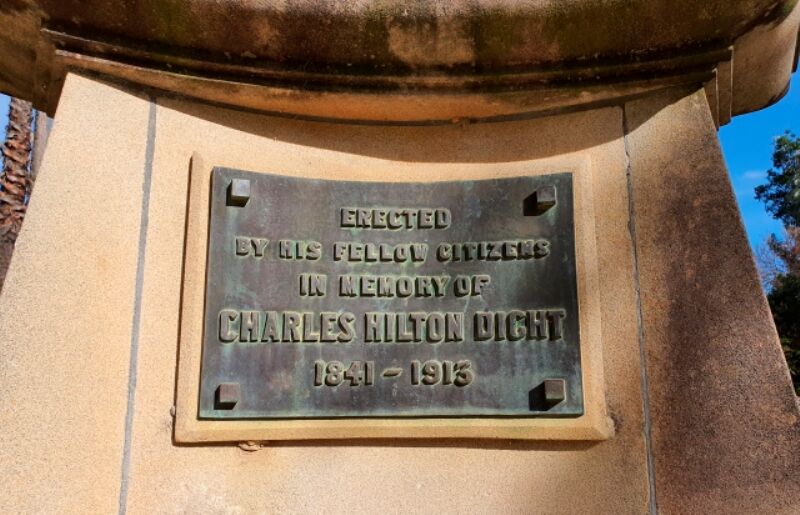 ERECTED
BY HIS FELLOW CITIZENS
IN MEMORY OF
CHARLES HILTON DIGHT
1841 - 1913